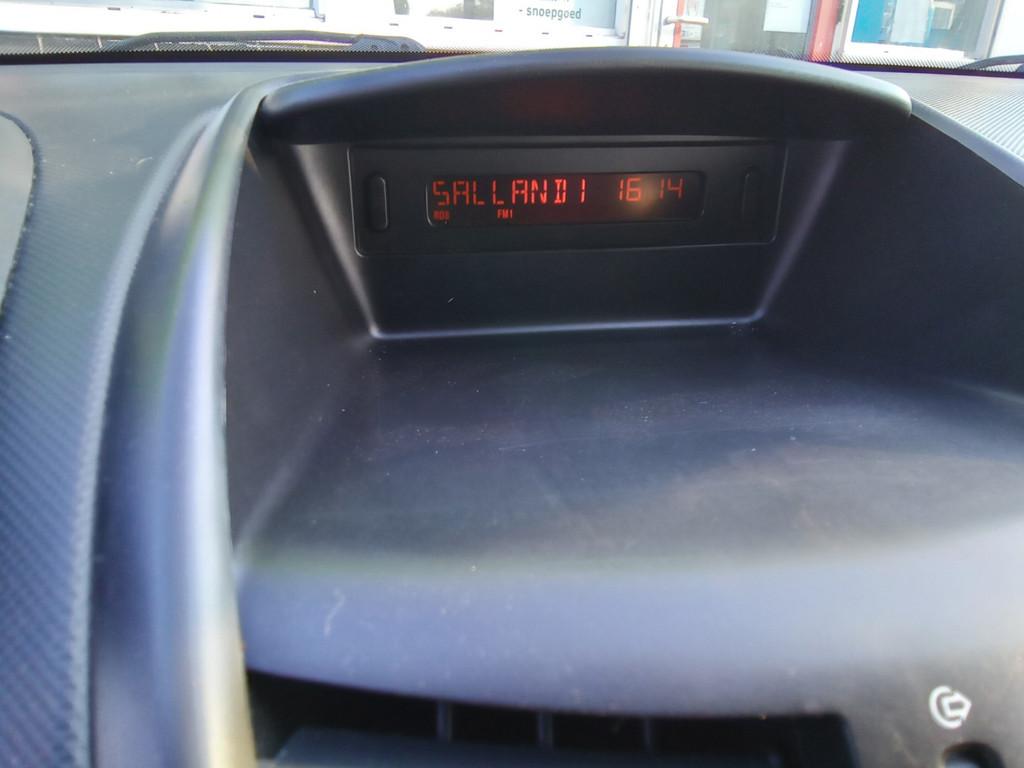 - snoepgoed
SALLAND1 16 14
RDS FM1